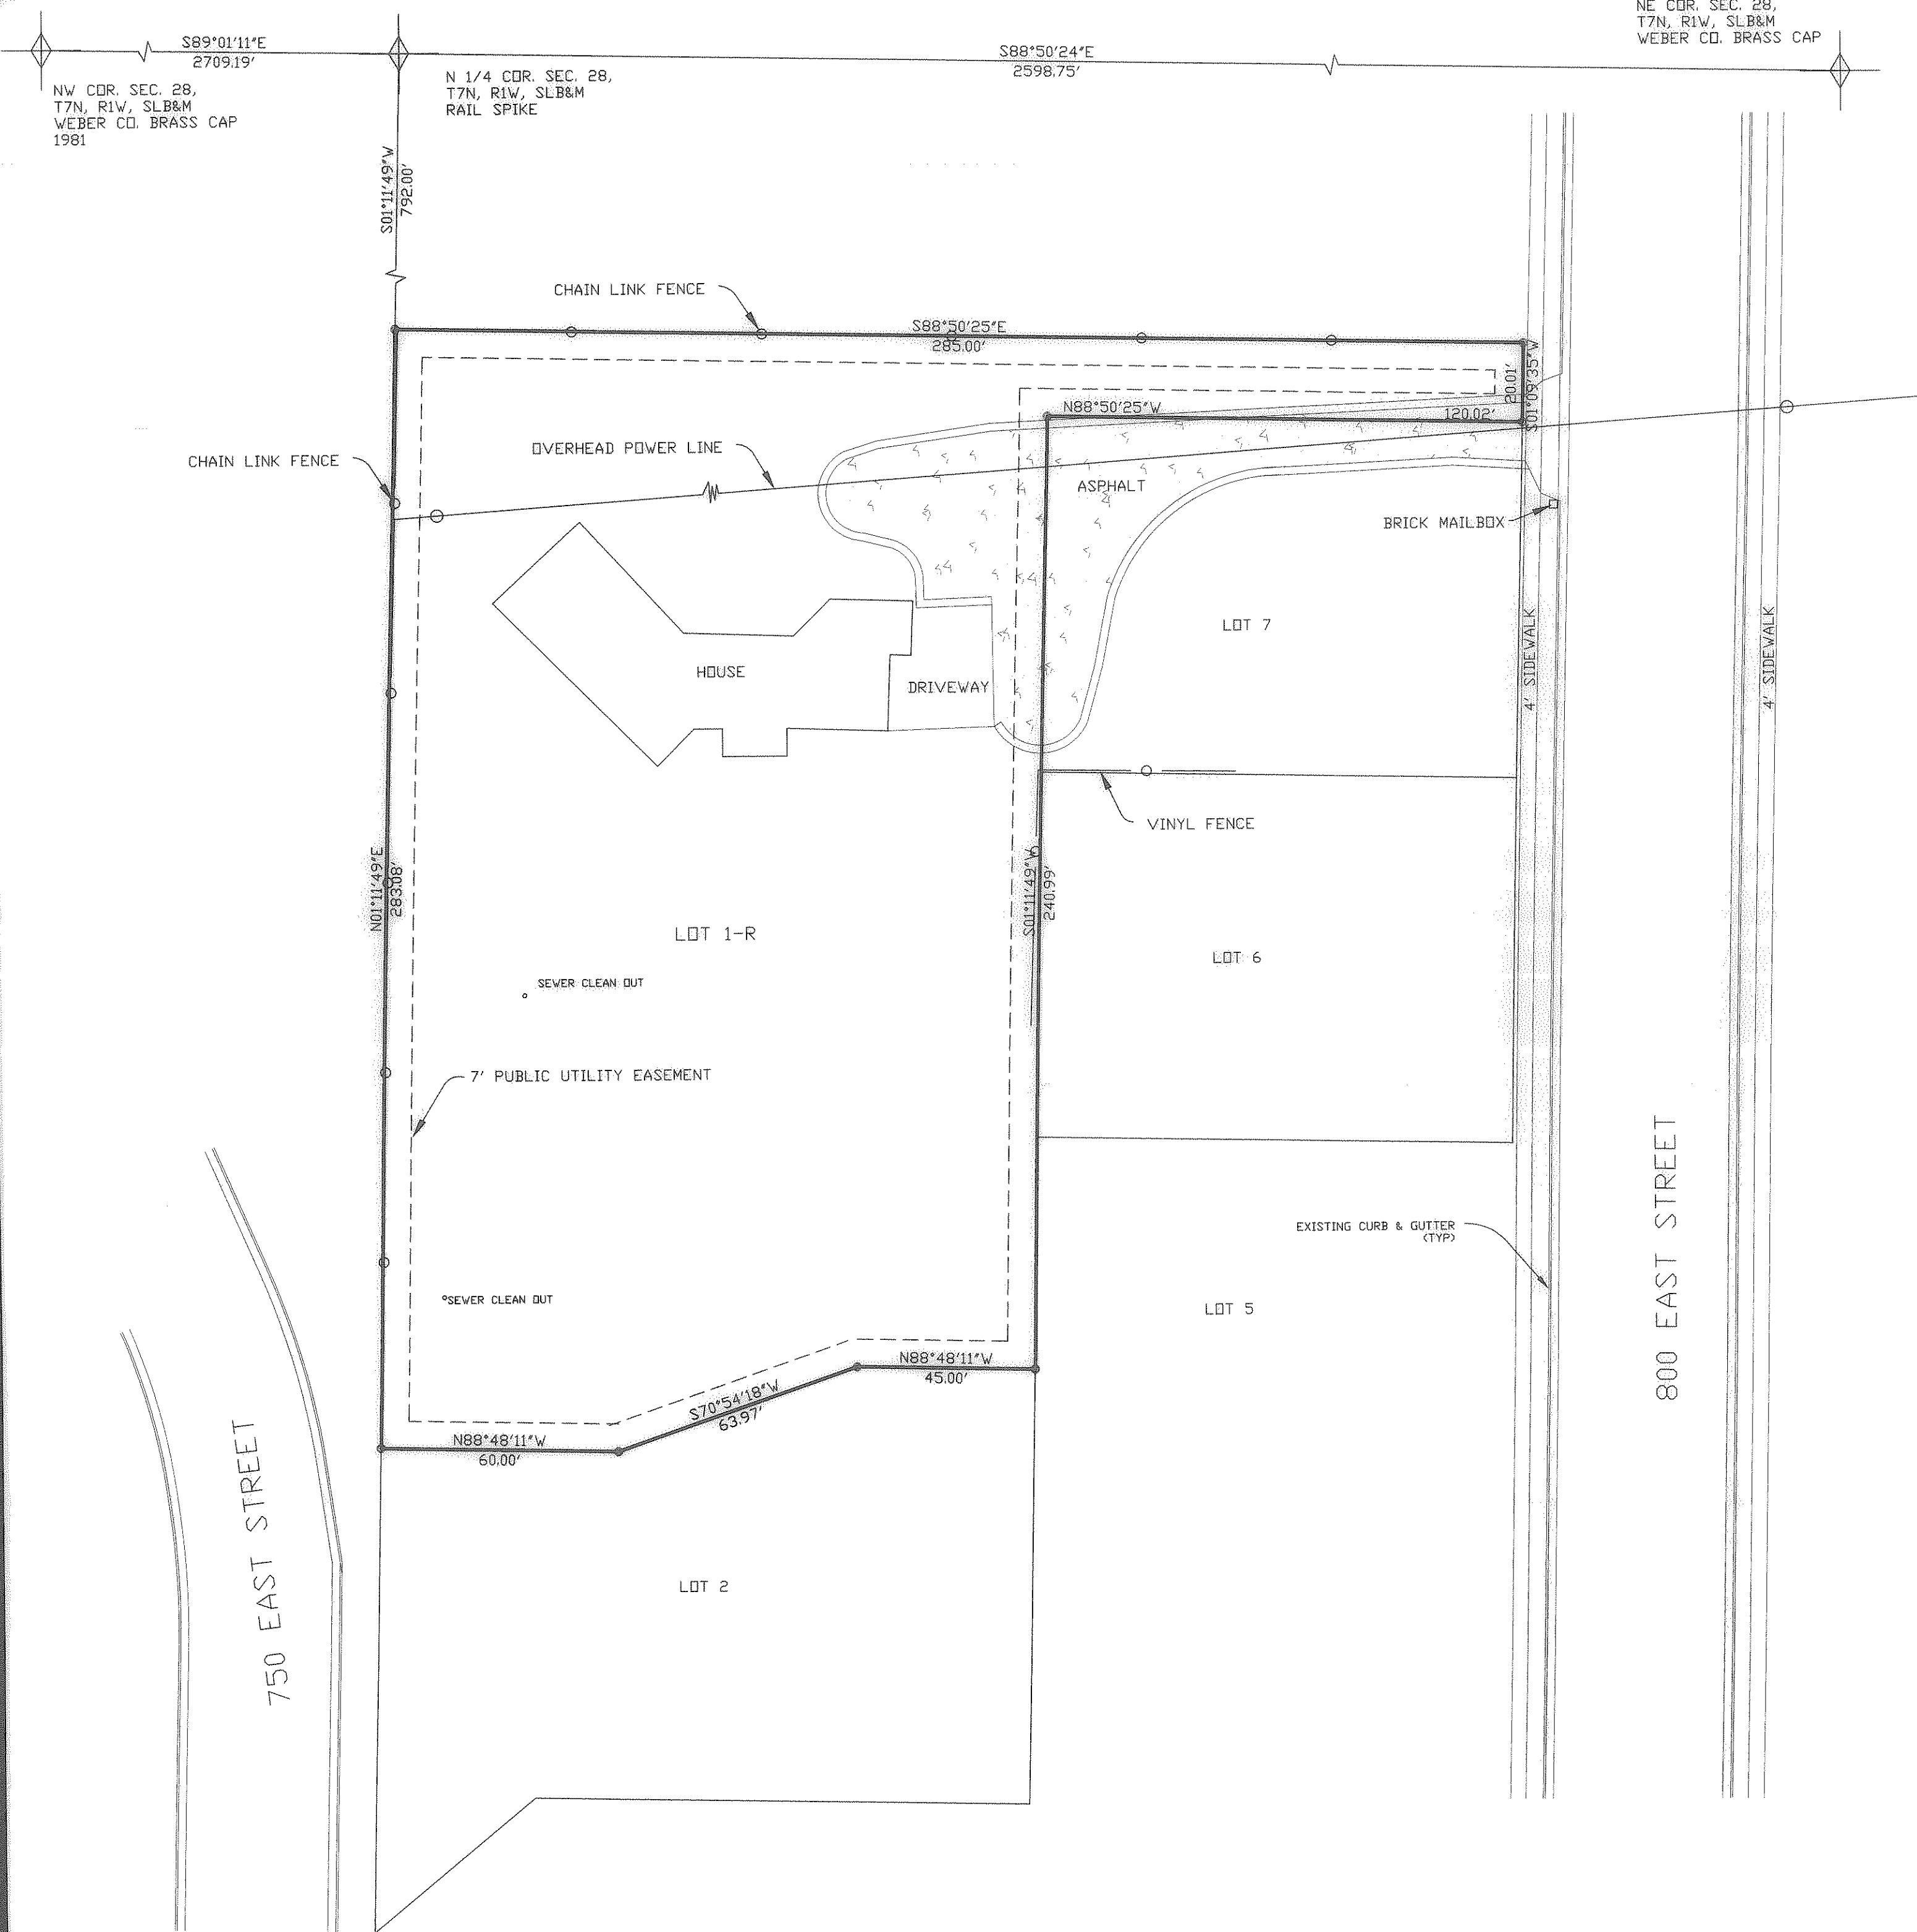 NE COR. SEC. 28,
T7N, R1W, SLB&M
WEBER CO. BRASS CAP
S89°01'11"E
2709.19'
S88°50'24"E
2598.75'
NW COR. SEC. 28,
T7N, R1W, SLB&M
WEBER CO. BRASS CAP
1981
N 1/4 COR. SEC. 28,
T7N, R1W, SLB&M
RAIL SPIKE
S01°11'49"W
792.00'
CHAIN LINK FENCE
S88°50'25"E
285.00'
20.01'
S01°09'35"W
N88°50'25"W
120.02'
OVERHEAD POWER LINE
CHAIN LINK FENCE
ASPHALT
BRICK MAILBOX
LOT 7
4' SIDEWALK
4' SIDEWALK
HOUSE
DRIVEWAY
VINYL FENCE
N01°11'49"E
283.08'
S01°11'49"W
240.99'
LOT 1-R
LOT 6
SEWER CLEAN OUT
7' PUBLIC UTILITY EASEMENT
800 EAST STREET
EXISTING CURB & GUTTER
(TYP)
SEWER CLEAN OUT
LOT 5
N88°48'11"W
45.00'
S70°54'18"W
63.97'
N88°48'11"W
60.00'
750 EAST STREET
LOT 2